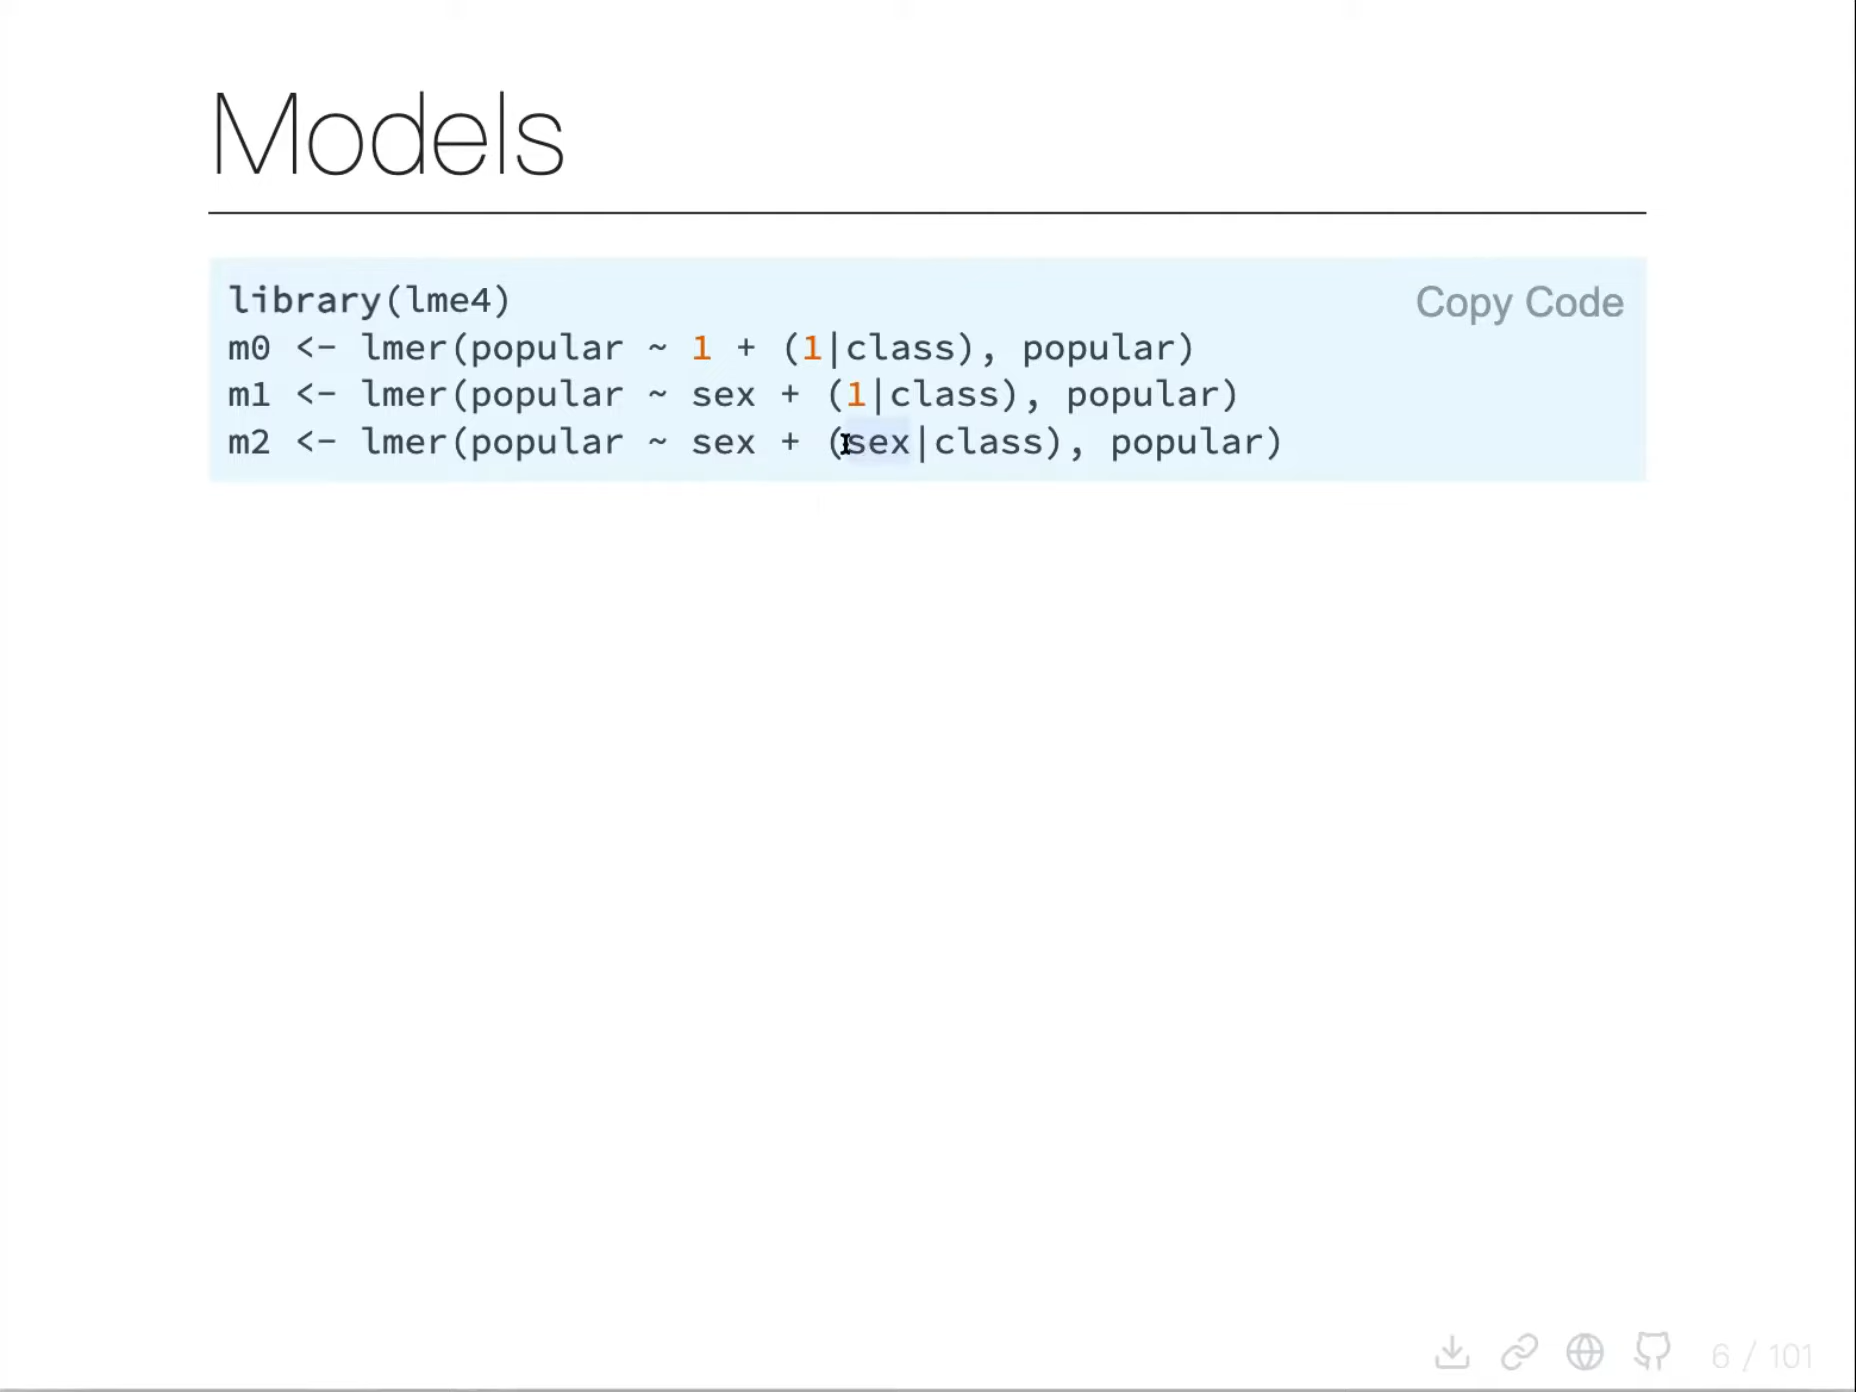 Models
library(lme4)
Copy Code
m0 <- lmer(popular ~ 1 + (1|class), popular)
m1 <- lmer(popular ~ sex + (1|class), popular)
m2 <- lmer(popular ~ sex + (sex|class), popular)
6 / 101